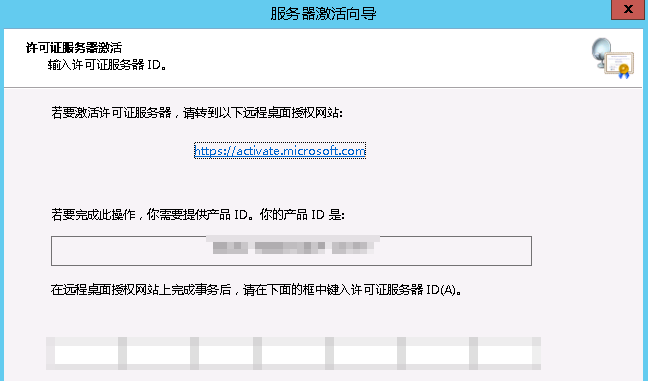 服务器激活向导
许可证服务器激活
输入许可证服务器 ID。
若要激活许可证服务器，请转到以下远程桌面授权网站:
https://activate.microsoft.com
若要完成此操作，你需要提供产品 ID。你的产品 ID 是:
在远程桌面授权网站上完成事务后，请在下面的框中键入许可证服务器 ID(A)。